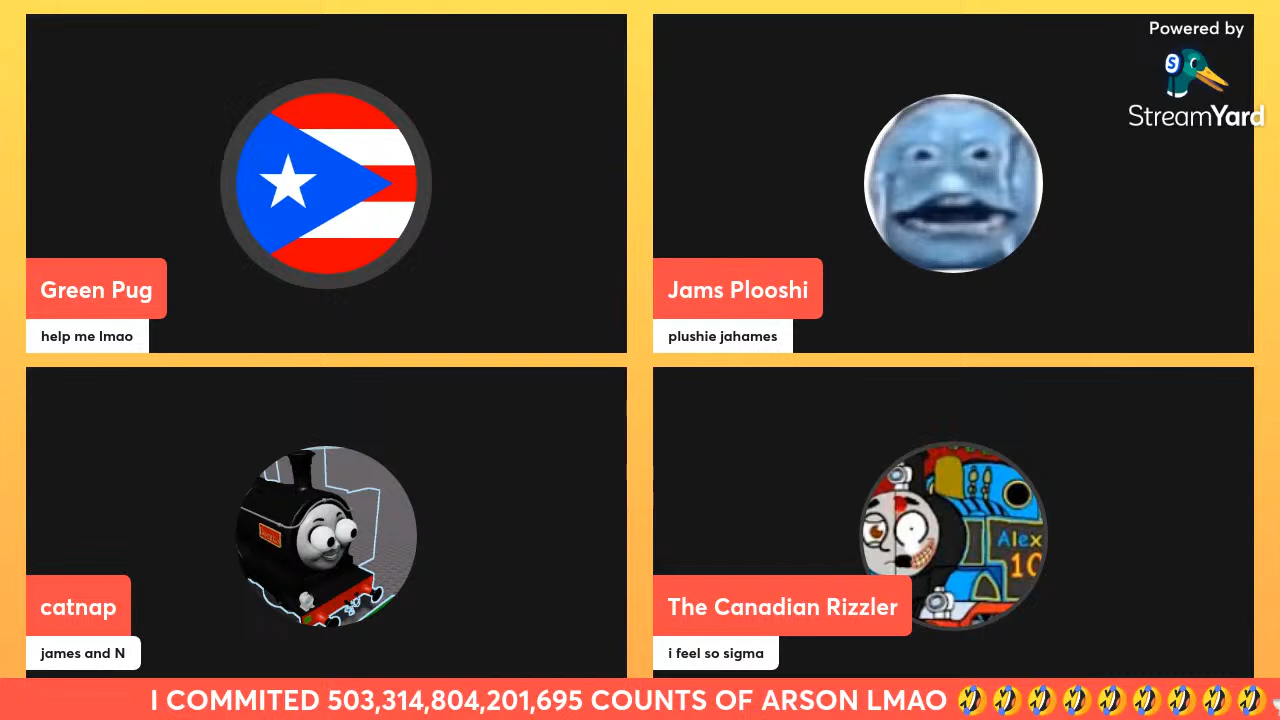 Powered by
S
StreamYard
Green Pug
help me lmao
Jams Plooshi
plushie jahames
Alex
10
catnap
james and N
The Canadian Rizzler
i feel so sigma
I COMMITED 503,314,804,201,695 COUNTS OF ARSON LMAO 🤣🤣🤣🤣🤣🤣🤣🤣🤣